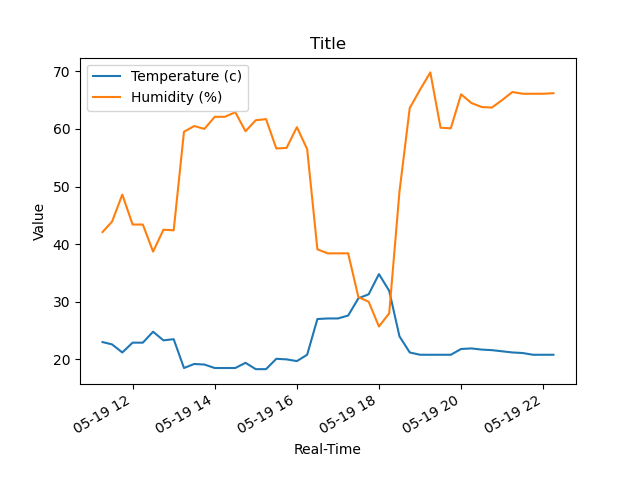 Title
Temperature (c)
Humidity (%)
70
60
50
40
30
20
Value
05-19 12
05-19 14
05-19 16
05-19 18
05-19 20
05-19 22
Real-Time